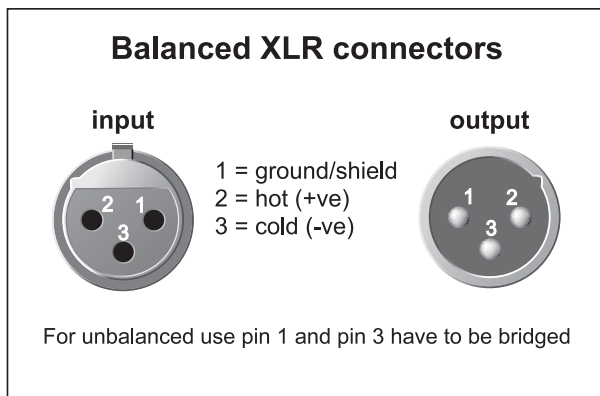 Balanced XLR connectors
input
output
1 = ground/shield
2 = hot (+ve)
3 = cold (-ve)
2 1
3
1 2
3
For unbalanced use pin 1 and pin 3 have to be bridged